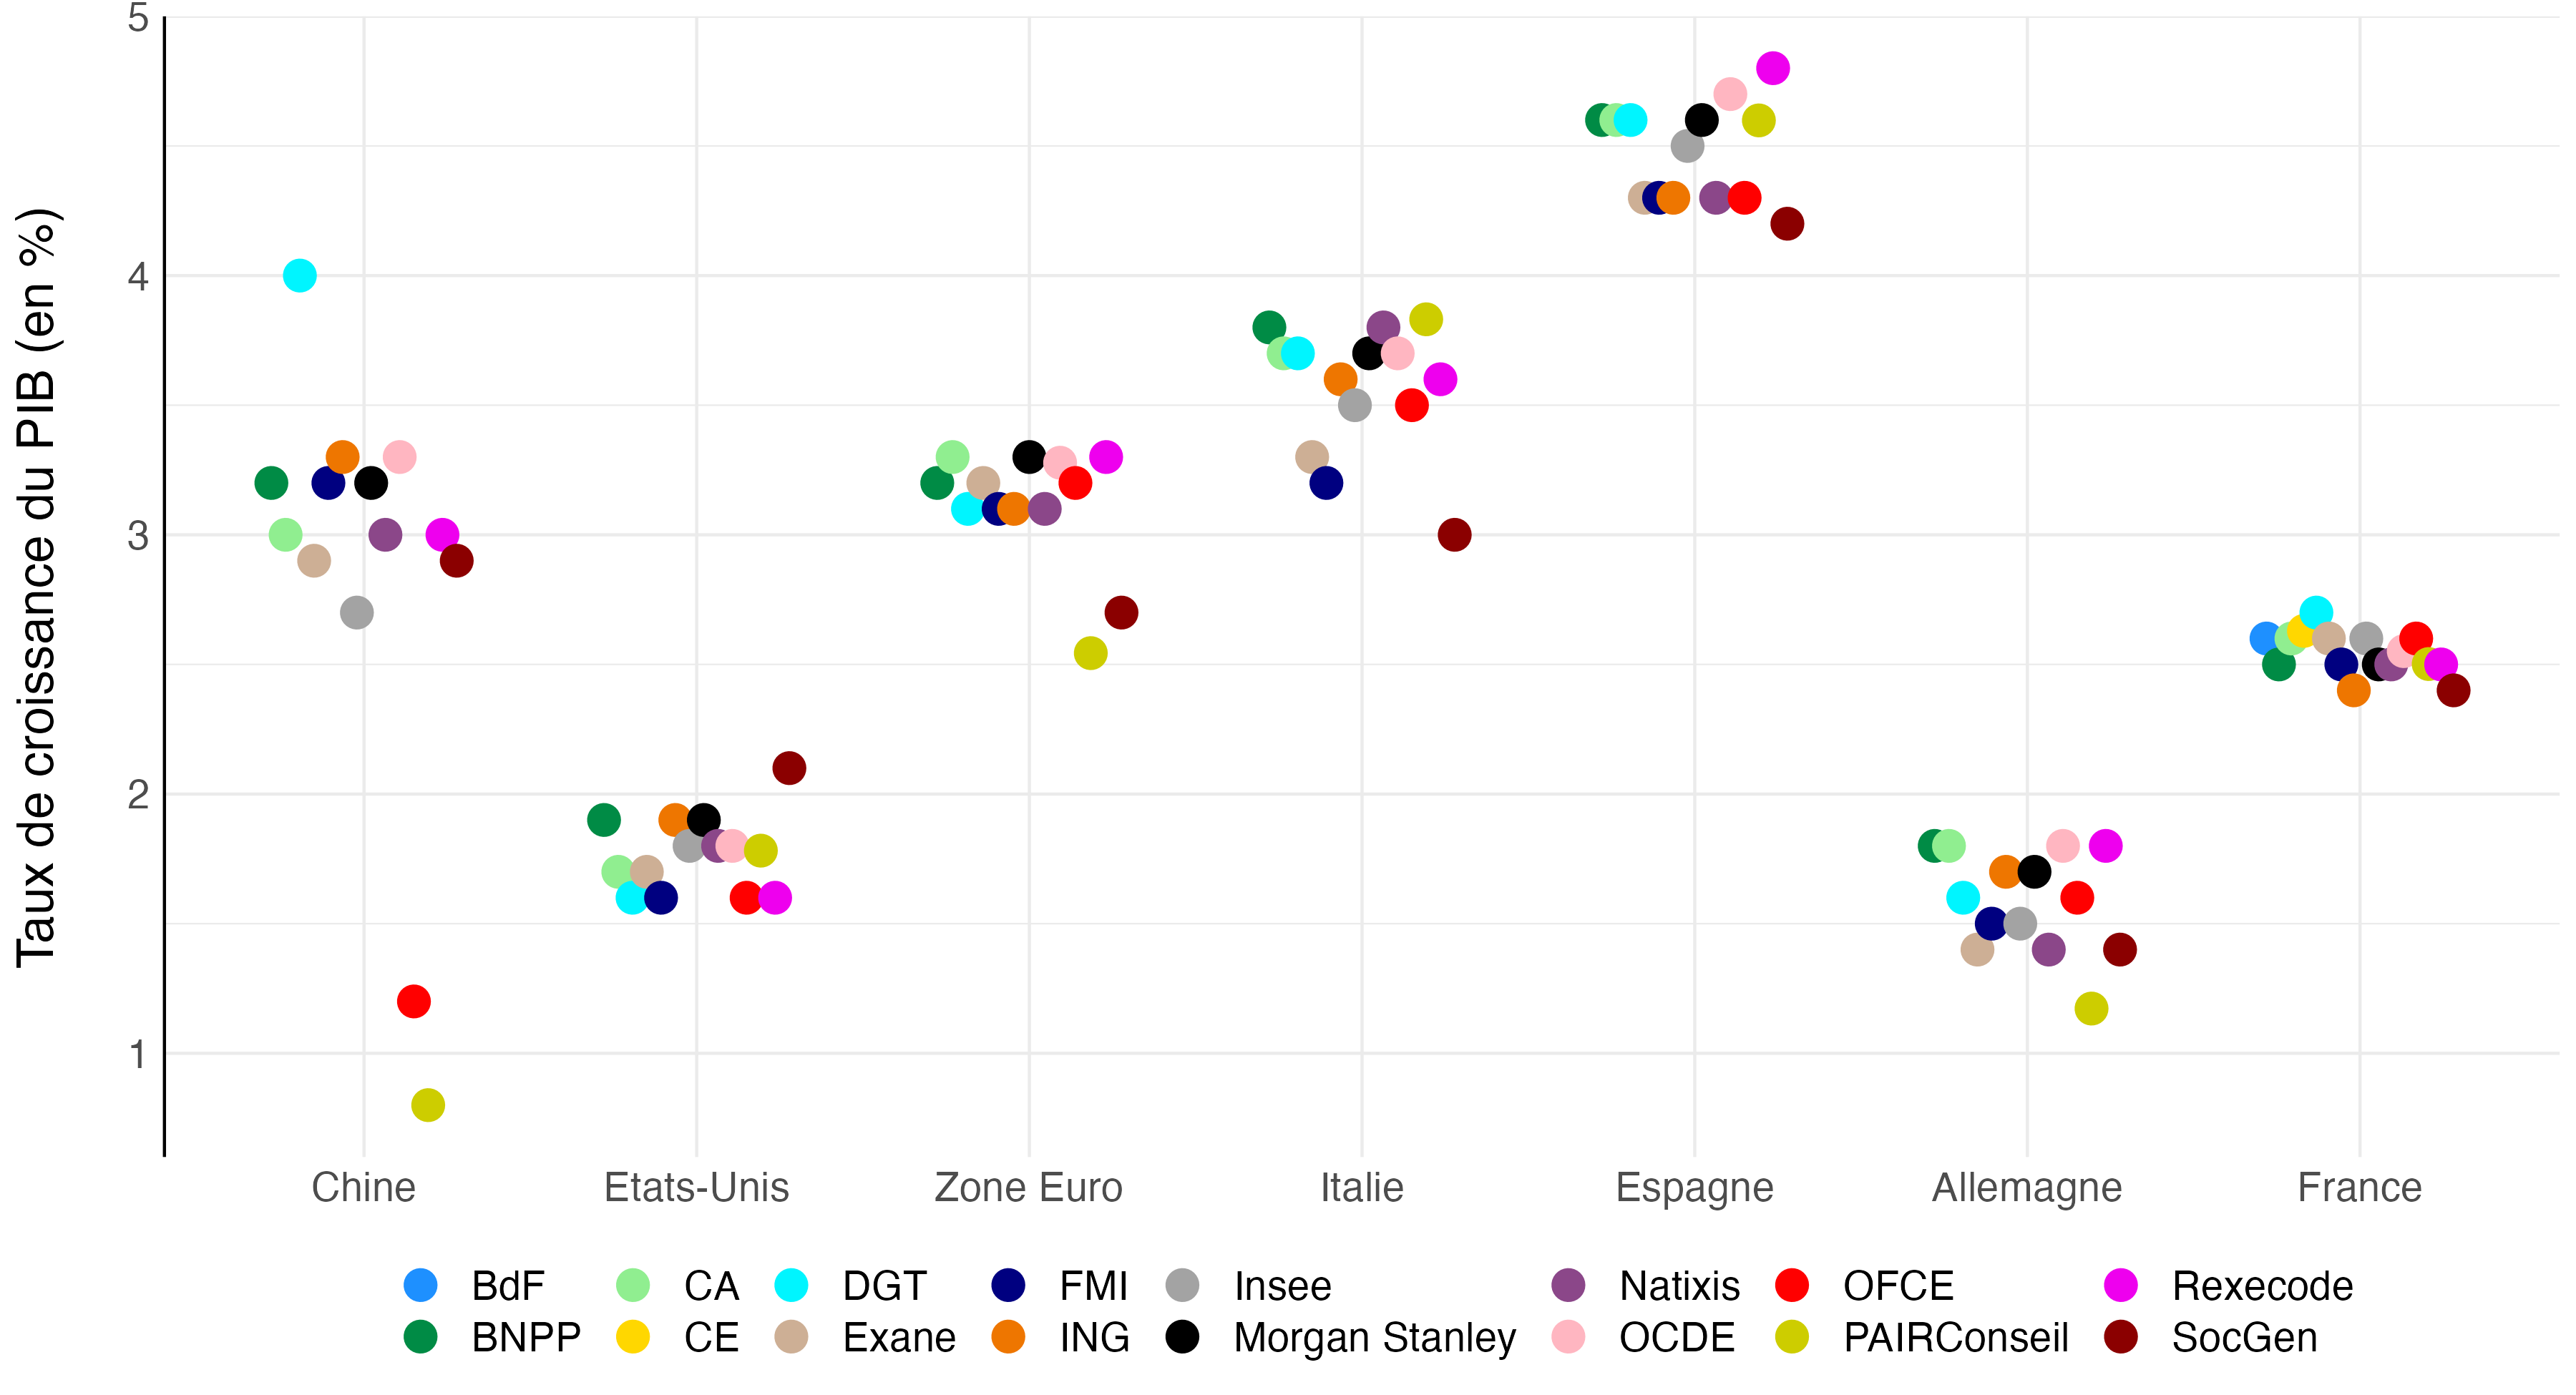 Taux de croissance du PIB (en %)
5
4
3
2
1
Chine Etats-Unis Zone Euro Italie Espagne Allemagne France
BdF CA DGT FMI Insee Natixis OFCE Rexecode
BNPP CE Exane ING Morgan Stanley OCDE PAIRConseil SocGen